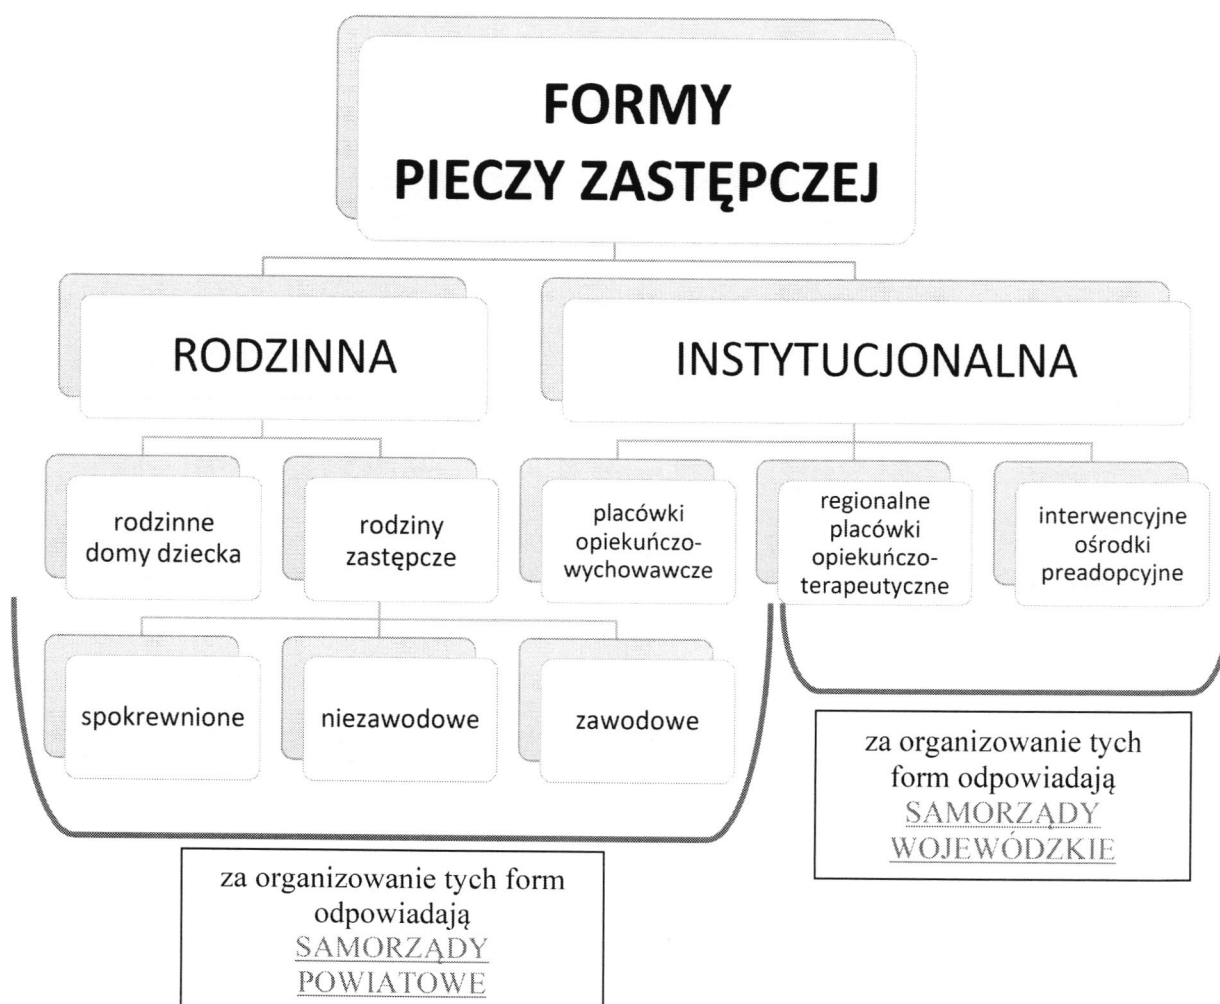 FORMY
PIECZY ZASTĘPCZEJ
RODZINNA
INSTYTUCJONALNA
rodzinne
domy dziecka
rodziny
zastępcze
placówki
opiekuńczo-
wychowawcze
regionalne
placówki
opiekuńczo-
terapeutyczne
interwencyjne
ośrodki
preadopcyjne
spokrewnione
niezawodowe
zawodowe
za organizowanie tych
form odpowiadają
SAMORZĄDY
WOJEWÓDZKIE
za organizowanie tych form
odpowiadają
SAMORZĄDY
POWIATOWE